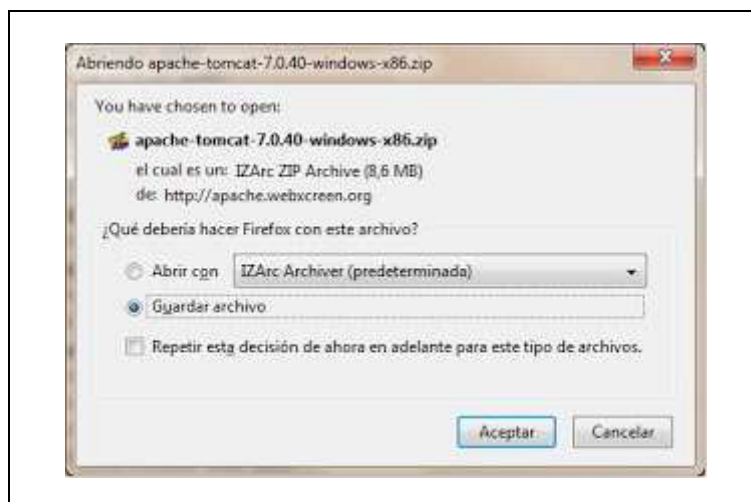 Abriendo apache-tomcat-7.0.40-windows-x86.zip
You have chosen to open:
apache-tomcat-7.0.40-windows-x86.zip
el cual es un: IZArc ZIP Archive (8,6 MB)
de: http://apache.webxcreen.org
¿Qué debería hacer Firefox con este archivo?
Abrir con IZArc Archiver (predeterminada)
Guardar archivo
Repetir esta decisión de ahora en adelante para este tipo de archivos.
Aceptar Cancelar